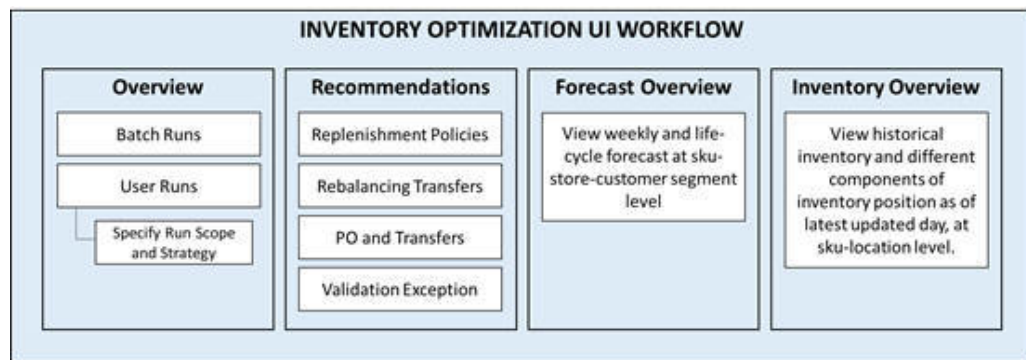 INVENTORY OPTIMIZATION UI WORKFLOW
Overview
Batch Runs
User Runs
Specify Run Scope
and Strategy
Recommendations
Replenishment Policies
Rebalancing Transfers
PO and Transfers
Validation Exception
Forecast Overview
View weekly and life-
cycle forecast at sku-
store-customer segment
level
Inventory Overview
View historical
inventory and different
components of
inventory position as of
latest updated day, at
sku-location level.